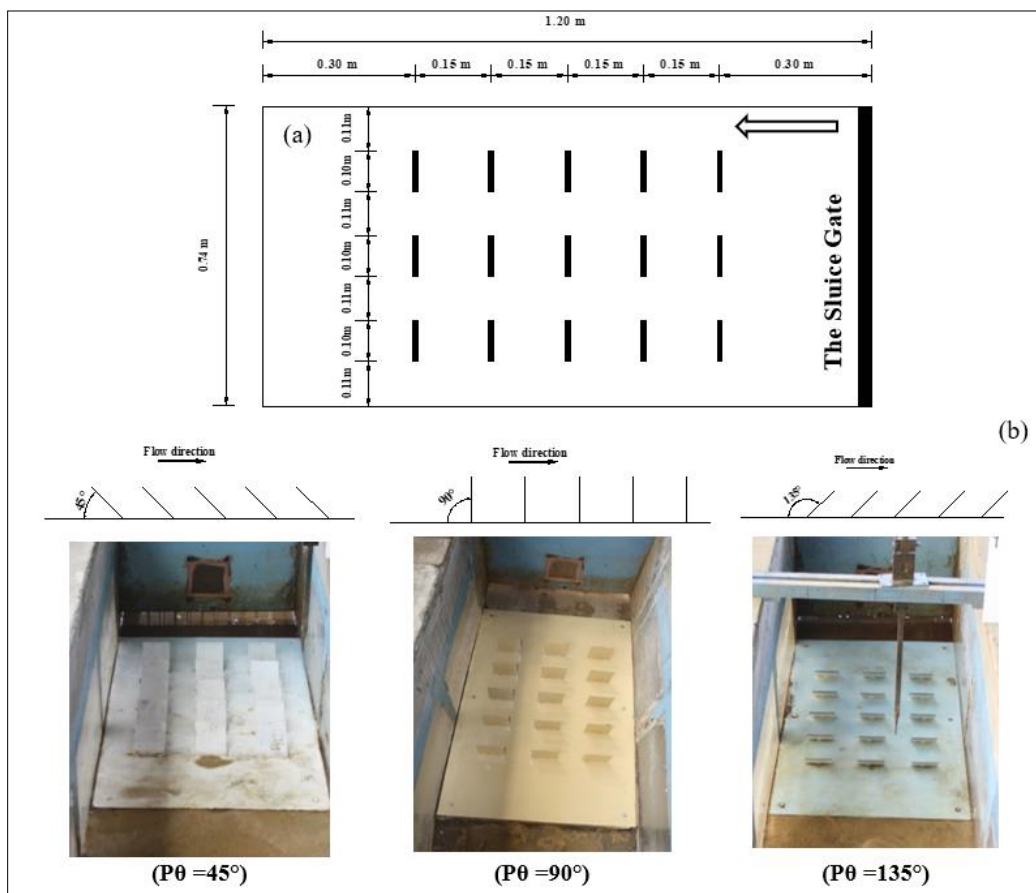 1.20 m
0.30 m
0.15 m
0.15 m
0.15 m
0.15 m
0.30 m
(a)
0.74 m
0.11m
0.10m
0.11m
0.10m
0.11m
0.10m
0.11m
The Sluice Gate
(b)
Flow direction
Flow direction
Flow direction
45°
90°
135°
(Pθ =45°)
(Pθ =90°)
(Pθ =135°)